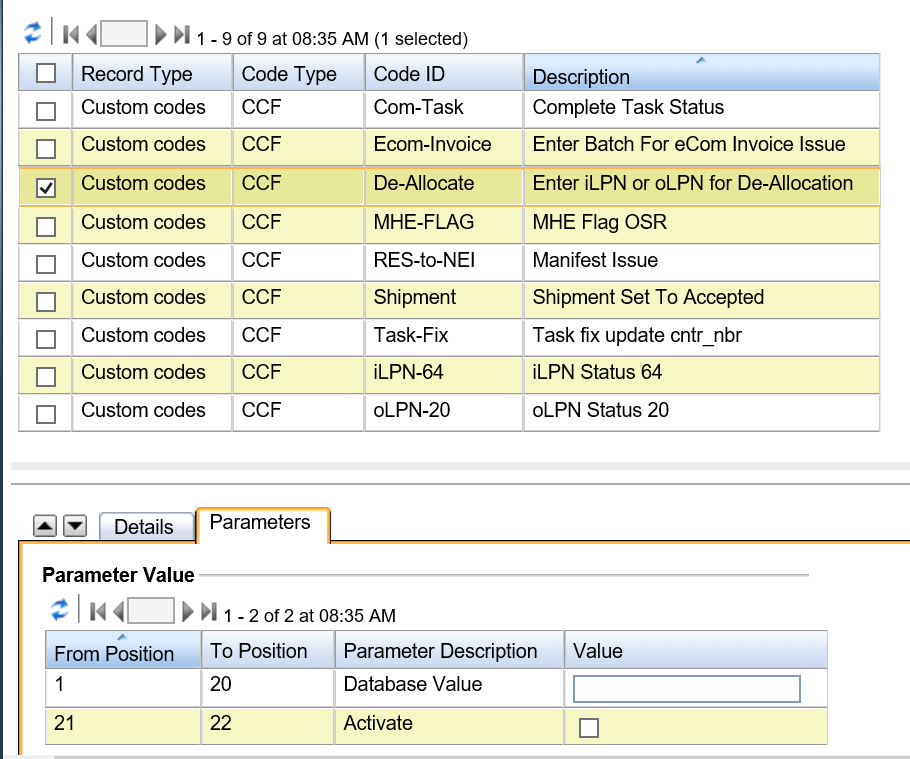 1 - 9 of 9 at 08:35 AM (1 selected)
Record Type Code Type Code ID Description
Custom codes CCF Com-Task Complete Task Status
Custom codes CCF Ecom-Invoice Enter Batch For eCom Invoice Issue
Custom codes CCF De-Allocate Enter iLPN or oLPN for De-Allocation
Custom codes CCF MHE-FLAG MHE Flag OSR
Custom codes CCF RES-to-NEI Manifest Issue
Custom codes CCF Shipment Shipment Set To Accepted
Custom codes CCF Task-Fix Task fix update cntr_nbr
Custom codes CCF iLPN-64 iLPN Status 64
Custom codes CCF oLPN-20 oLPN Status 20
Details Parameters
Parameter Value
1 - 2 of 2 at 08:35 AM
From Position To Position Parameter Description Value
1 20 Database Value
21 22 Activate